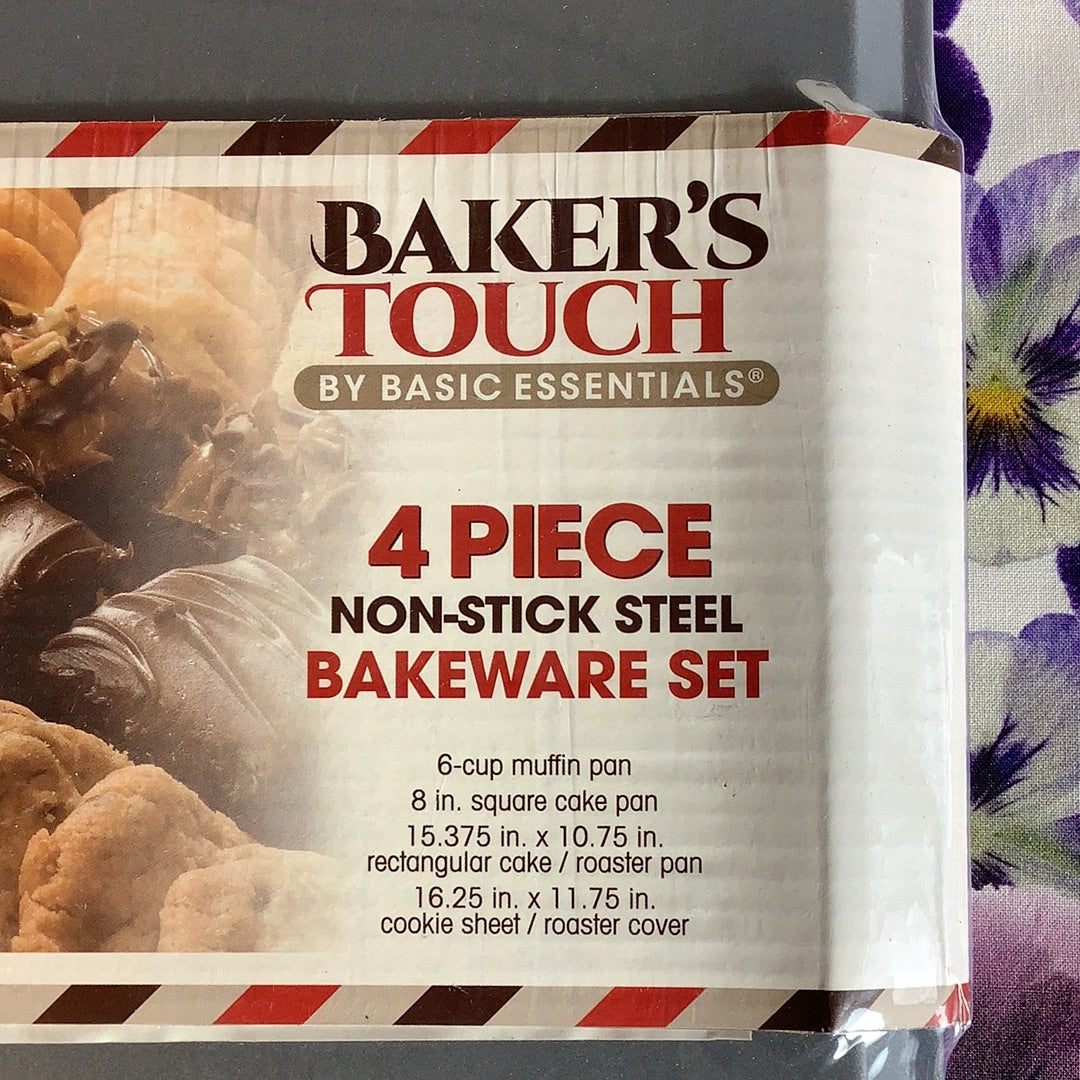 BAKER'S
TOUCH
BY BASIC ESSENTIALS®
4 PIECE
NON-STICK STEEL
BAKEWARE SET
6-cup muffin pan
8 in. square cake pan
15.375 in. x 10.75 in.
rectangular cake / roaster pan
16.25 in. x 11.75 in.
cookie sheet / roaster cover